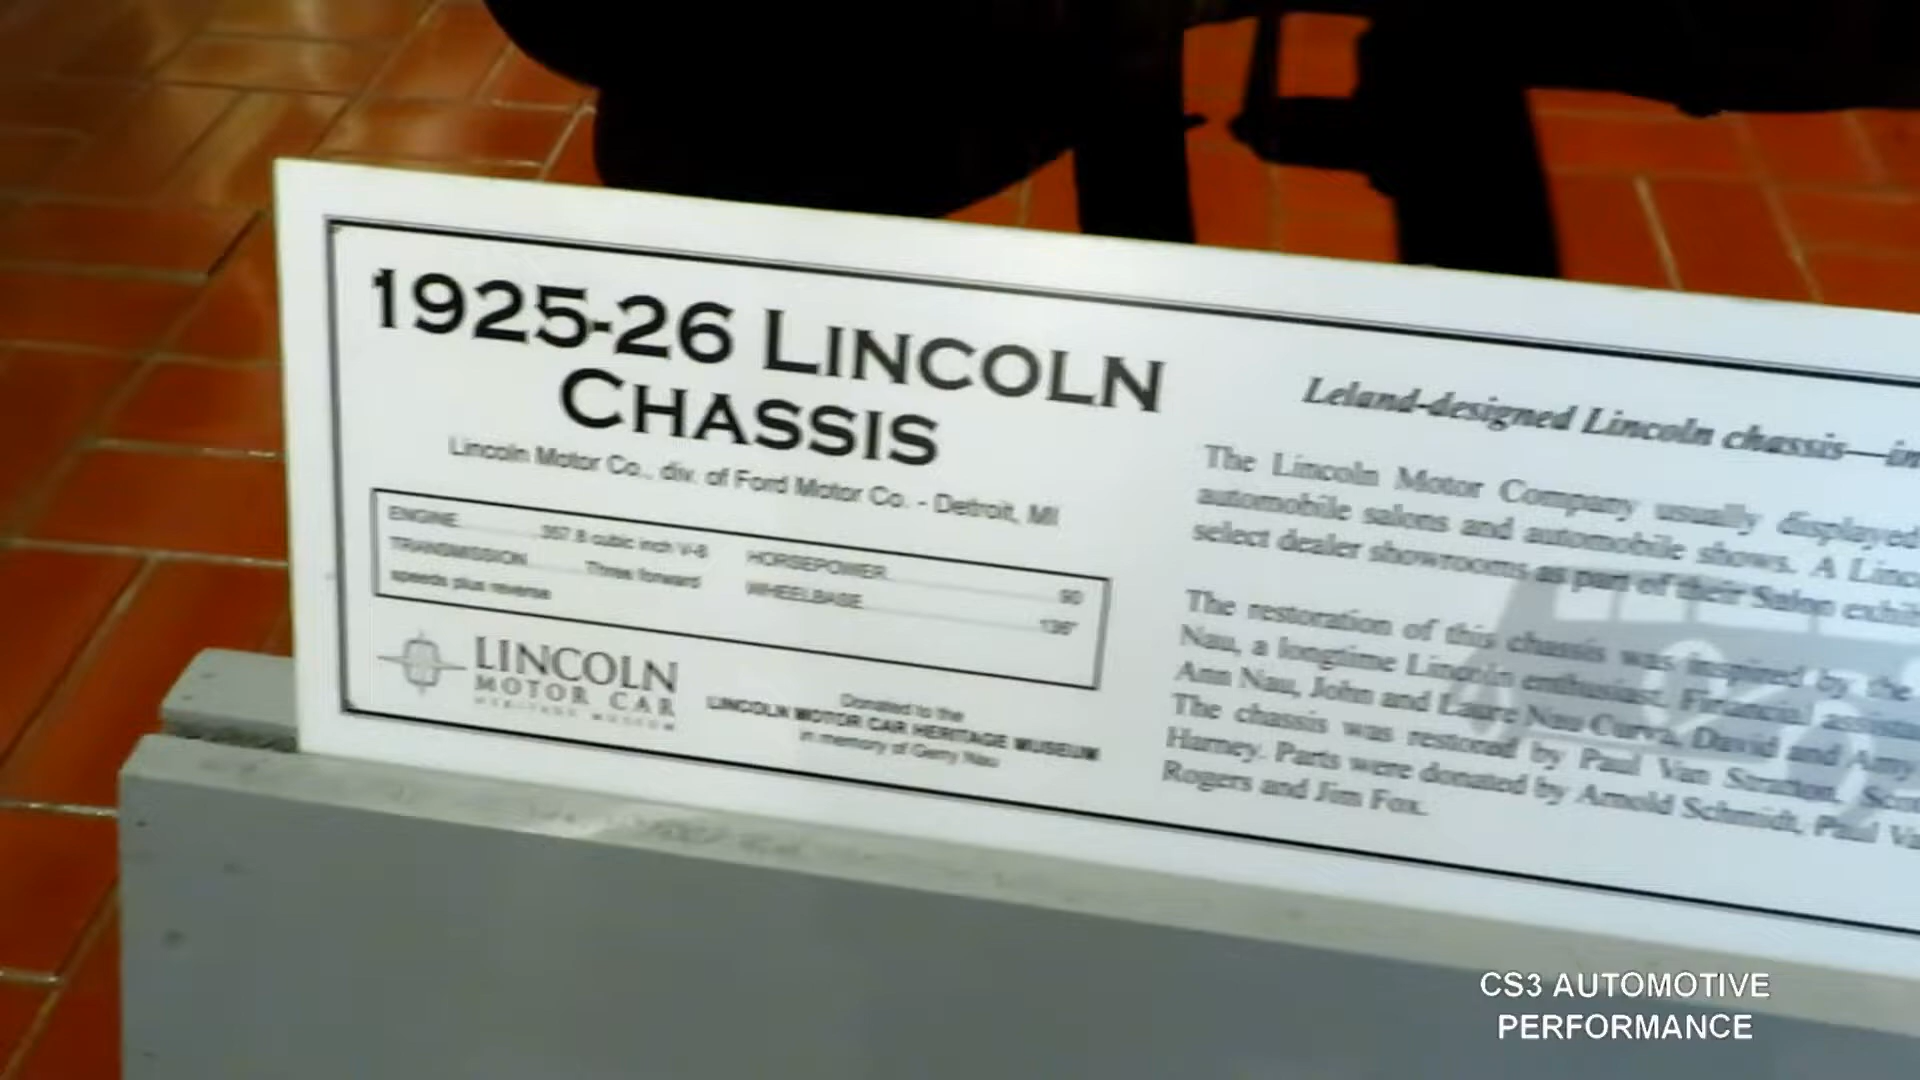 1925-26 LINCOLN
CHASSIS
Lincoln Motor Co., div. of Ford Motor Co. - Detroit, MI
ENGINE 357.8 cubic inch V-8
TRANSMISSION Three forward
speeds plus reverse
HORSEPOWER 90
WHEELBASE 136"
LINCOLN
MOTOR CAR
HERITAGE MUSEUM
Donated to the
LINCOLN MOTOR CAR HERITAGE MUSEUM
in memory of Gerry Nau
Leland-designed Lincoln chassis—
The Lincoln Motor Company usually displayed
automobile salons and automobile shows. A
select dealer showrooms as part of their Salon
The restoration of this chassis was inspired by the
Nau, a longtime Lincoln enthusiast. Financial
Ann Nau, John and Laure Nau Curva, David and Amy
The chassis was restored by Paul Van Stratton,
Harney. Parts were donated by Arnold Schmidt, Paul
Rogers and Jim Fox.
CS3 AUTOMOTIVE
PERFORMANCE